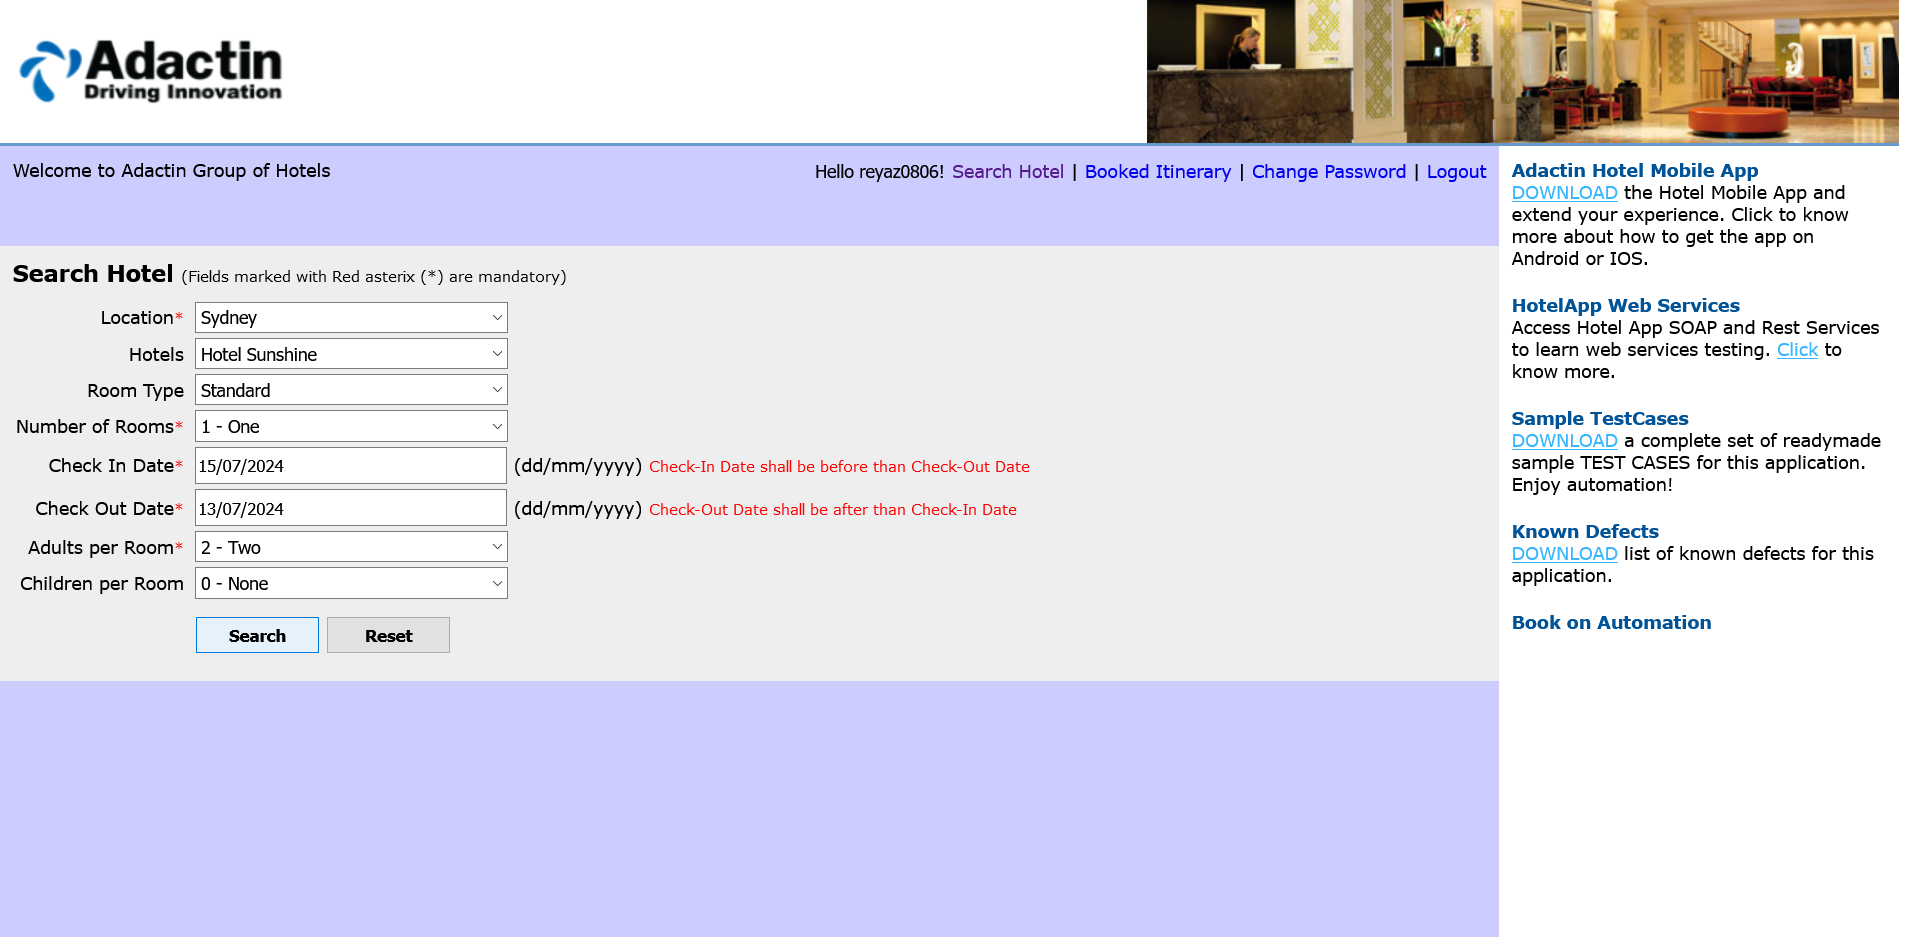 Adactin
Driving Innovation
Welcome to Adactin Group of Hotels
Hello reyaz0806! Search Hotel | Booked Itinerary | Change Password | Logout
Search Hotel (Fields marked with Red asterix (*) are mandatory)
Location* Sydney
Hotels Hotel Sunshine
Room Type Standard
Number of Rooms* 1 - One
Check In Date* 15/07/2024 (dd/mm/yyyy) Check-In Date shall be before than Check-Out Date
Check Out Date* 13/07/2024 (dd/mm/yyyy) Check-Out Date shall be after than Check-In Date
Adults per Room* 2 - Two
Children per Room 0 - None
Search Reset
Adactin Hotel Mobile App
DOWNLOAD the Hotel Mobile App and
extend your experience. Click to know
more about how to get the app on
Android or IOS.
HotelApp Web Services
Access Hotel App SOAP and Rest Services
to learn web services testing. Click to
know more.
Sample TestCases
DOWNLOAD a complete set of readymade
sample TEST CASES for this application.
Enjoy automation!
Known Defects
DOWNLOAD list of known defects for this
application.
Book on Automation